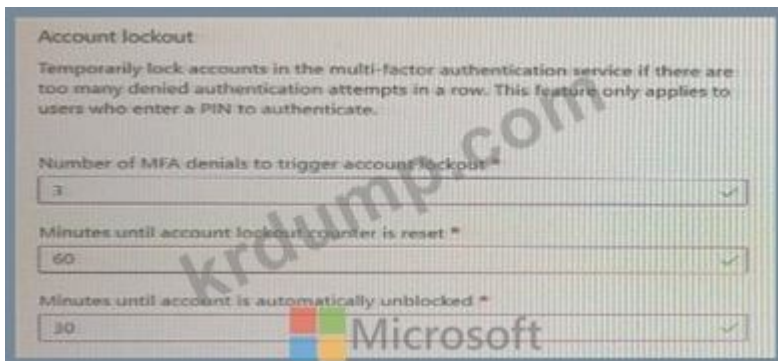 Account lockout
Temporarily lock accounts in the multi-factor authentication service if there are
too many denied authentication attempts in a row. This feature only applies to
users who enter a PIN to authenticate.
Number of MFA denials to trigger account lockout *
3
Minutes until account lockout counter is reset *
60
Minutes until account is automatically unblocked *
30
krdump.com
Microsoft